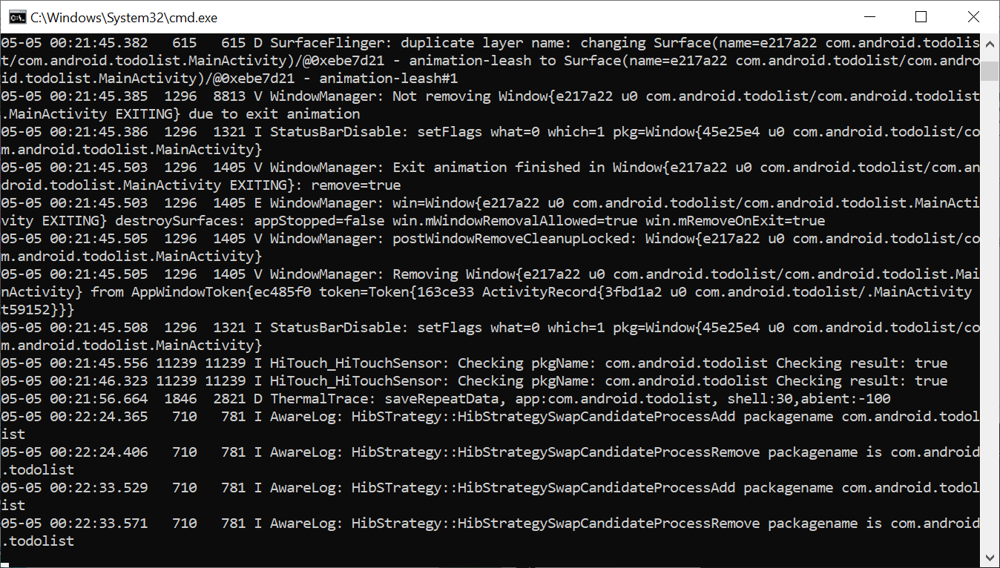 C:\Windows\System32\cmd.exe
05-05 00:21:45.382   615   615 D SurfaceFlinger: duplicate layer name: changing Surface(name=e217a22 com.android.todolis
t/com.android.todolist.MainActivity)/@0xebe7d21 - animation-leash to Surface(name=e217a22 com.android.todolist/com.andro
id.todolist.MainActivity)/@0xebe7d21 - animation-leash#1
05-05 00:21:45.385  1296  8813 V WindowManager: Not removing Window{e217a22 u0 com.android.todolist/com.android.todolist
.MainActivity EXITING} due to exit animation
05-05 00:21:45.386  1296  1321 I StatusBarDisable: setFlags what=0 which=1 pkg=Window{45e25e4 u0 com.android.todolist/co
m.android.todolist.MainActivity}
05-05 00:21:45.503  1296  1405 V WindowManager: Exit animation finished in Window{e217a22 u0 com.android.todolist/com.an
droid.todolist.MainActivity EXITING}: remove=true
05-05 00:21:45.503  1296  1405 E WindowManager: win=Window{e217a22 u0 com.android.todolist/com.android.todolist.MainActi
vity EXITING} destroySurfaces: appStopped=false win.mWindowRemovalAllowed=true win.mRemoveOnExit=true
05-05 00:21:45.505  1296  1405 V WindowManager: postWindowRemoveCleanupLocked: Window{e217a22 u0 com.android.todolist/co
m.android.todolist.MainActivity}
05-05 00:21:45.505  1296  1405 V WindowManager: Removing Window{e217a22 u0 com.android.todolist/com.android.todolist.Mai
nActivity} from AppWindowToken{ec485f0 token=Token{163ce33 ActivityRecord{3fbd1a2 u0 com.android.todolist/.MainActivity
t59152}}}
05-05 00:21:45.508  1296  1321 I StatusBarDisable: setFlags what=0 which=1 pkg=Window{45e25e4 u0 com.android.todolist/co
m.android.todolist.MainActivity}
05-05 00:21:45.556 11239 11239 I HiTouch_HiTouchSensor: Checking pkgName: com.android.todolist Checking result: true
05-05 00:21:46.323 11239 11239 I HiTouch_HiTouchSensor: Checking pkgName: com.android.todolist Checking result: true
05-05 00:21:56.664  1846  2821 D ThermalTrace: saveRepeatData, app:com.android.todolist, shell:30,abient:-100
05-05 00:22:24.365   710   781 I AwareLog: HibSTrategy::HibStrategySwapCandidateProcessAdd packagename com.android.todol
ist
05-05 00:22:24.406   710   781 I AwareLog: HibStrategy::HibStrategySwapCandidateProcessRemove packagename is com.android
.todolist
05-05 00:22:33.529   710   781 I AwareLog: HibSTrategy::HibStrategySwapCandidateProcessAdd packagename com.android.todol
ist
05-05 00:22:33.571   710   781 I AwareLog: HibStrategy::HibStrategySwapCandidateProcessRemove packagename is com.android
.todolist